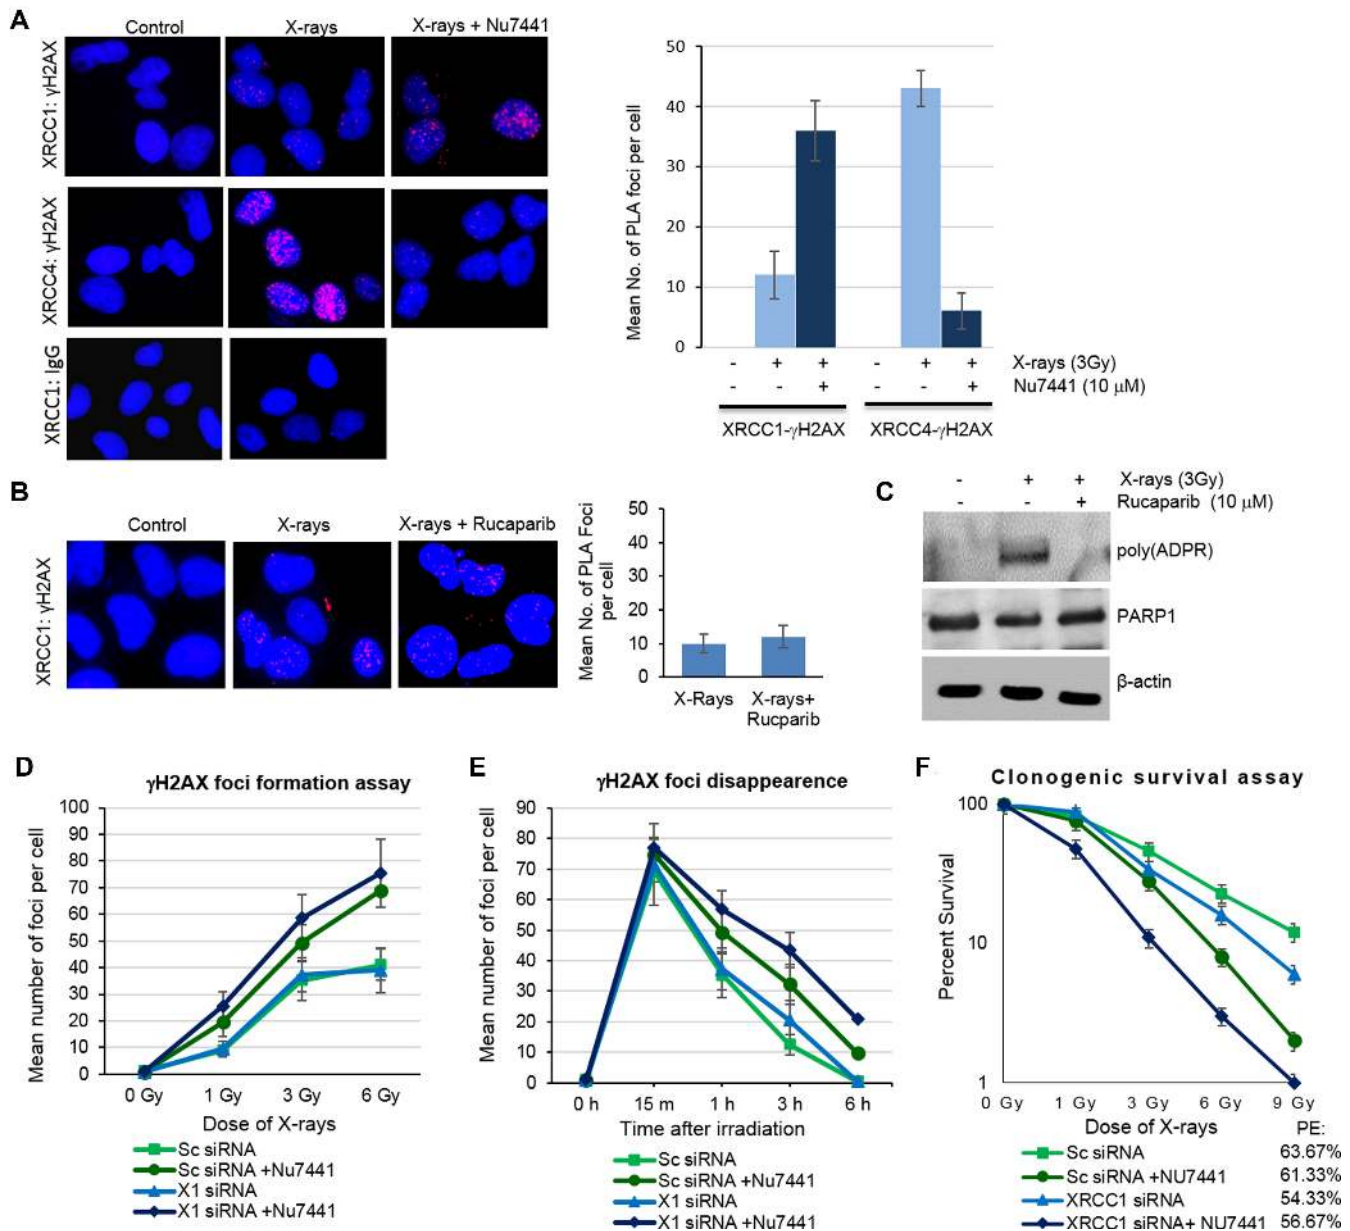 A
Control
X-rays
X-rays + Nu7441
XRCC1: γH2AX
XRCC4: γH2AX
XRCC1: IgG
Mean No. of PLA foci per cell
50
40
30
20
10
0
- + + - + + X-rays (3Gy)
- - + - - + Nu7441 (10 μM)
XRCC1-γH2AX XRCC4-γH2AX
B
Control
X-rays
X-rays + Rucaparib
XRCC1: γH2AX
Mean No. of PLA Foci
per cell
50
40
30
20
10
0
X-Rays
X-rays+
Rucparib
C
- + + X-rays (3Gy)
- - + Rucaparib (10 μM)
poly(ADPR)
PARP1
β-actin
D
γH2AX foci formation assay
Mean number of foci per cell
100
90
80
70
60
50
40
30
20
10
0
0 Gy 1 Gy 3 Gy 6 Gy
Dose of X-rays
Sc siRNA
Sc siRNA +Nu7441
X1 siRNA
X1 siRNA +Nu7441
E
γH2AX foci disappearence
Mean number of foci per cell
90
80
70
60
50
40
30
20
10
0
0 h 15 m 1 h 3 h 6 h
Time after irradiation
Sc siRNA
Sc siRNA +Nu7441
X1 siRNA
X1 siRNA +Nu7441
F
Clonogenic survival assay
Percent Survival
100
10
1
0 Gy 1 Gy 3 Gy 6 Gy 9 Gy
Dose of X-rays
PE:
Sc siRNA 63.67%
Sc siRNA +NU7441 61.33%
XRCC1 siRNA 54.33%
XRCC1 siRNA+ NU7441 56.67%